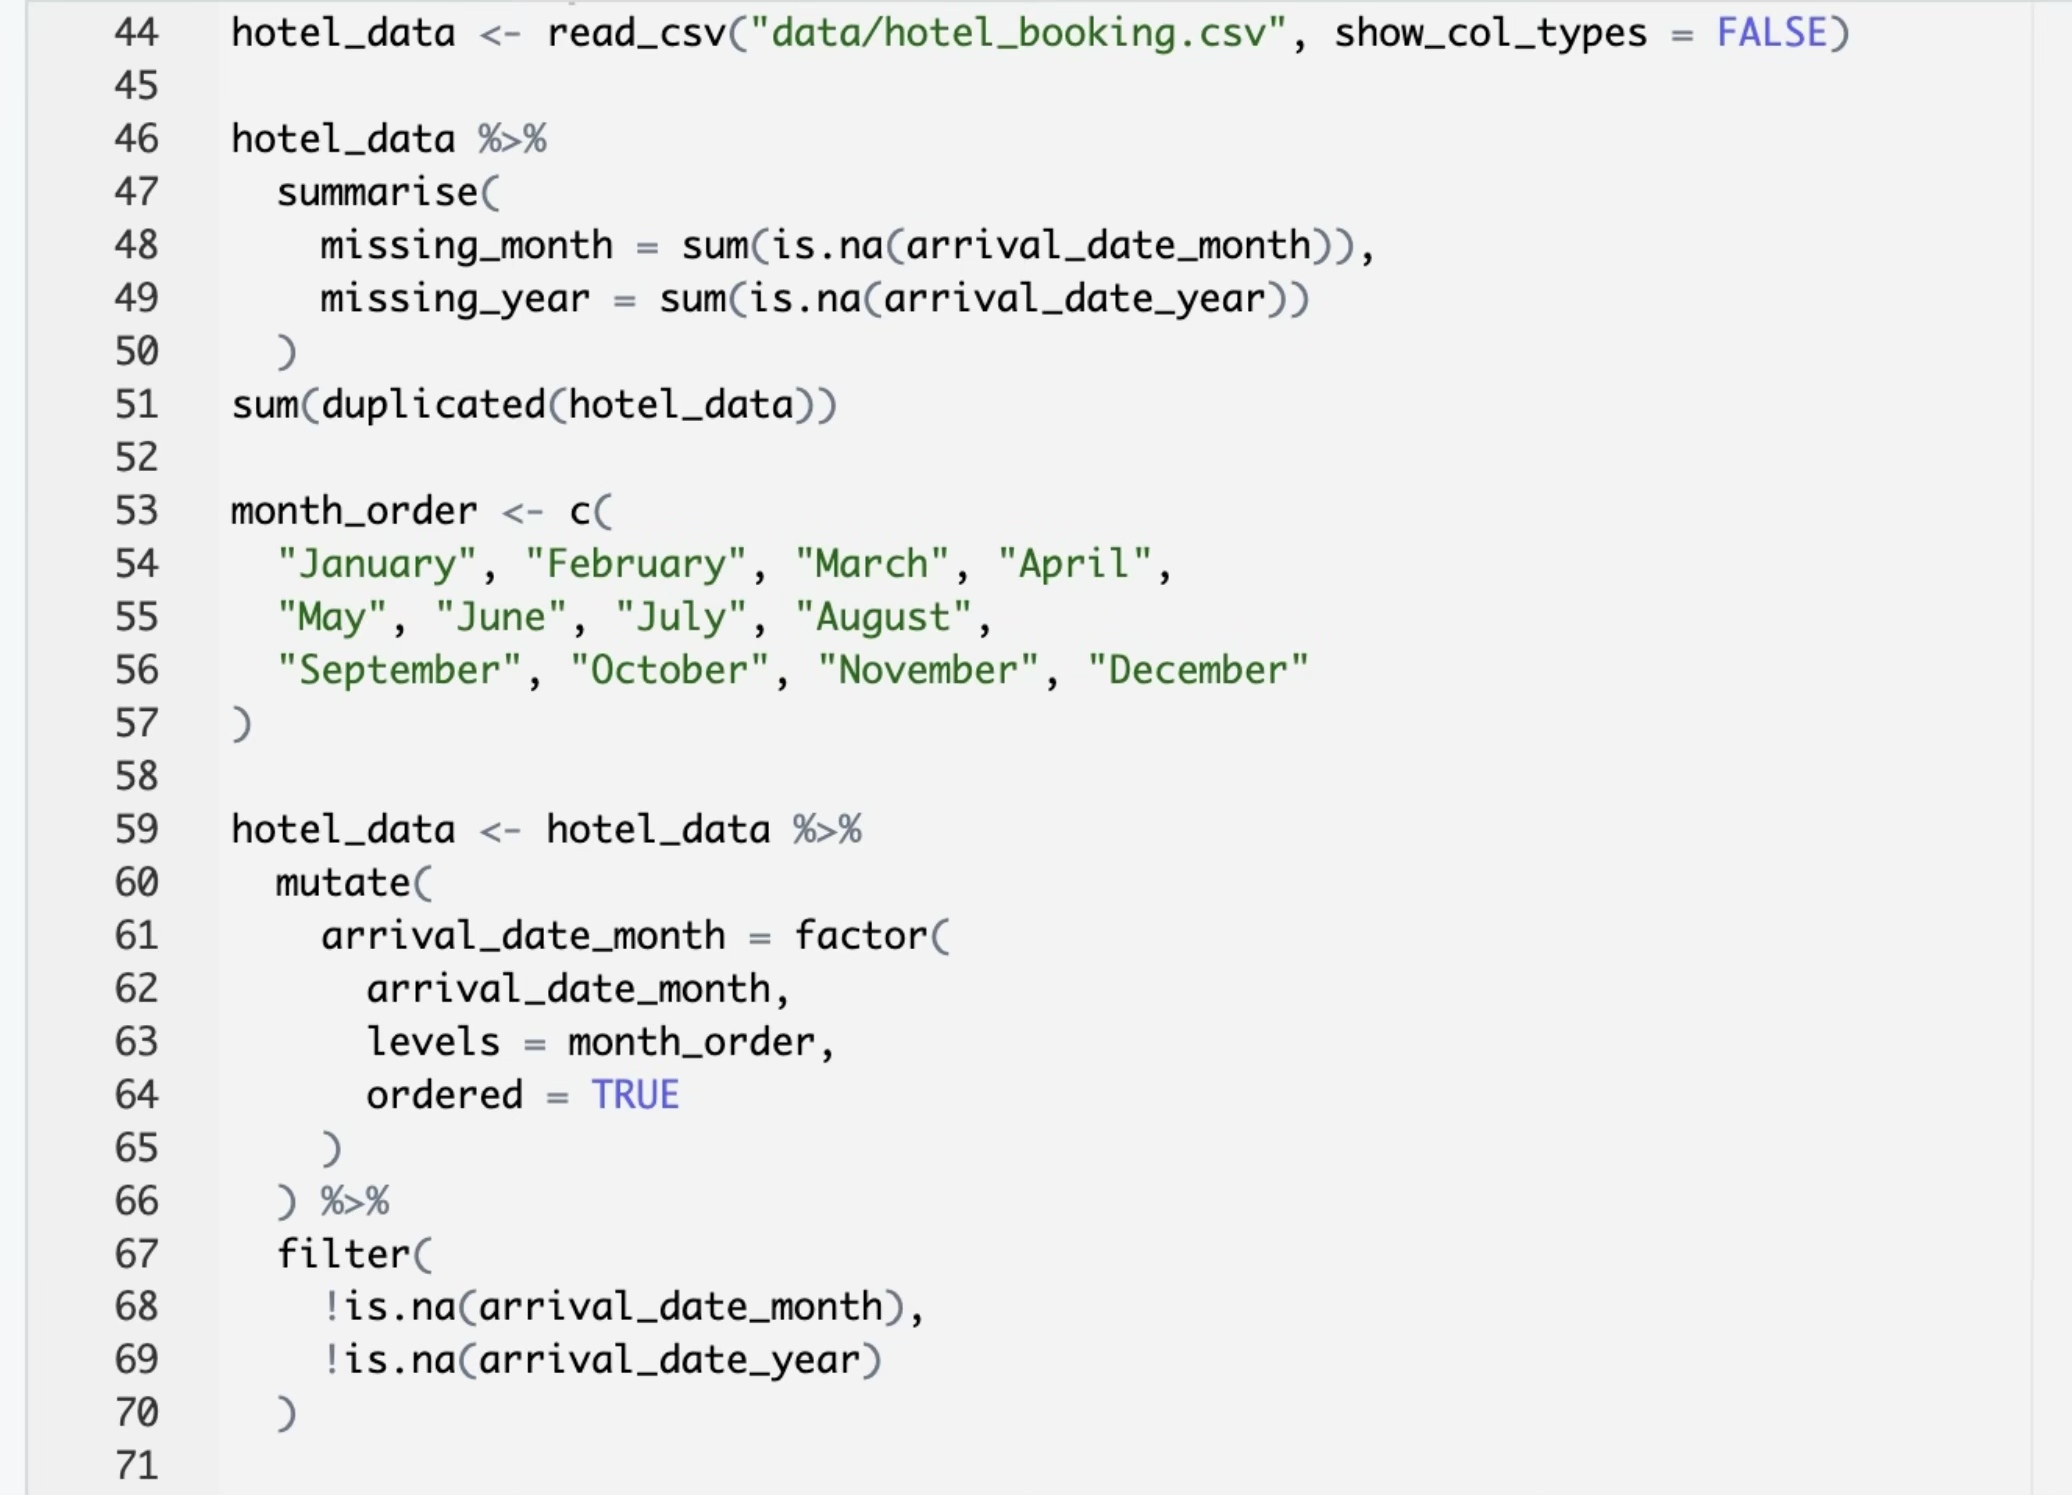 44 hotel_data <- read_csv("data/hotel_booking.csv", show_col_types = FALSE)
45
46 hotel_data %>%
47   summarise(
48     missing_month = sum(is.na(arrival_date_month)),
49     missing_year = sum(is.na(arrival_date_year))
50   )
51 sum(duplicated(hotel_data))
52
53 month_order <- c(
54   "January", "February", "March", "April",
55   "May", "June", "July", "August",
56   "September", "October", "November", "December"
57 )
58
59 hotel_data <- hotel_data %>%
60   mutate(
61     arrival_date_month = factor(
62       arrival_date_month,
63       levels = month_order,
64       ordered = TRUE
65     )
66   ) %>%
67   filter(
68     !is.na(arrival_date_month),
69     !is.na(arrival_date_year)
70   )
71